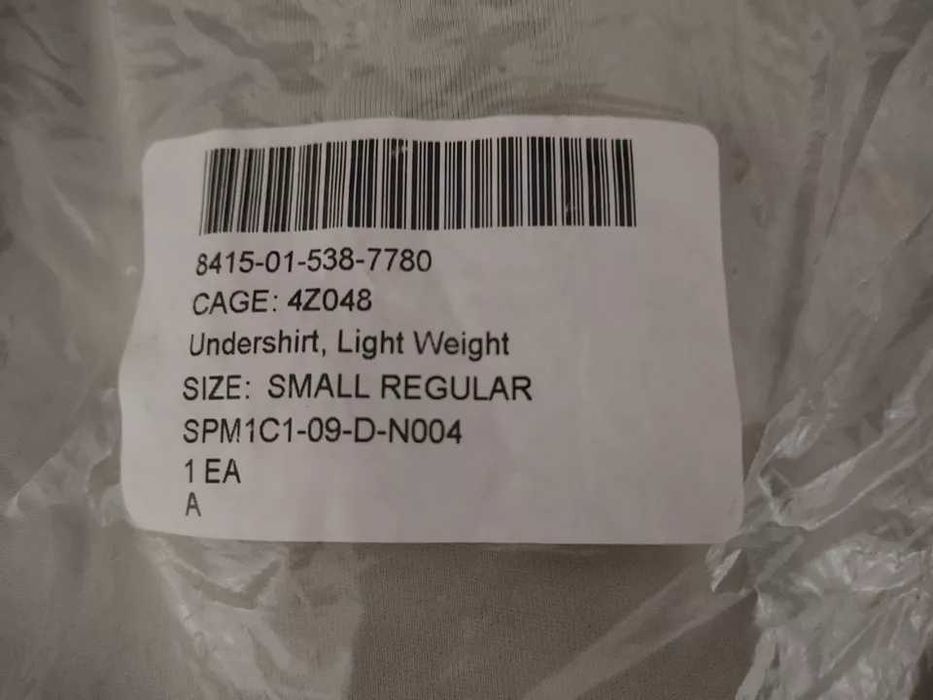 8415-01-538-7780
CAGE: 4Z048
Undershirt, Light Weight
SIZE: SMALL REGULAR
SPM1C1-09-D-N004
1 EA
A